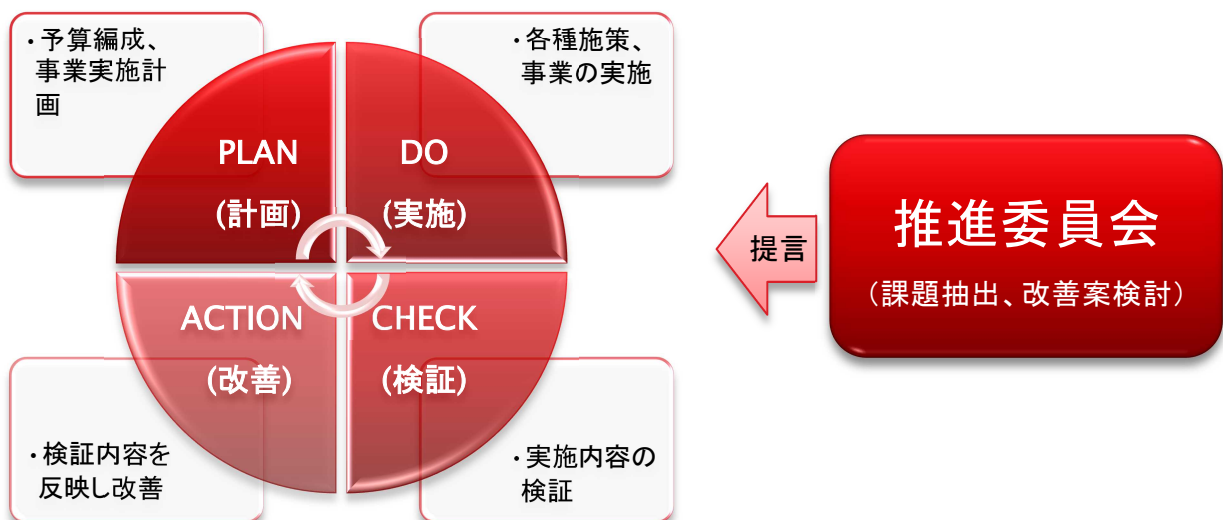 ・予算編成、
事業実施計
画
・各種施策、
事業の実施
PLAN
(計画)
DO
(実施)
ACTION
(改善)
CHECK
(検証)
・検証内容を
反映し改善
・実施内容の
検証
提言
推進委員会
（課題抽出、改善案検討）